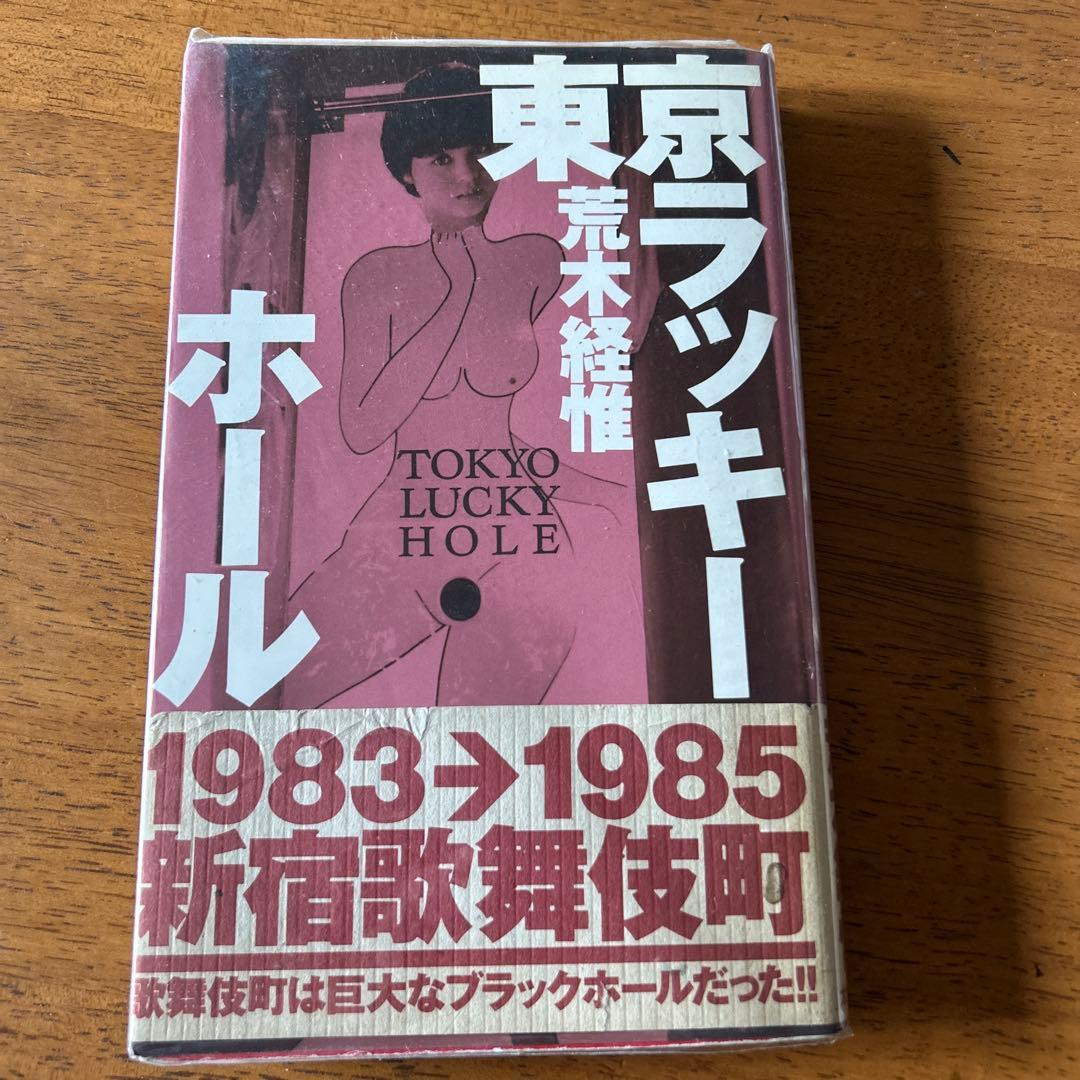 東京ラッキー
ホール
荒木経惟
TOKYO
LUCKY
HOLE
1983→1985
新宿歌舞伎町
歌舞伎町は巨大なブラックホールだった!!